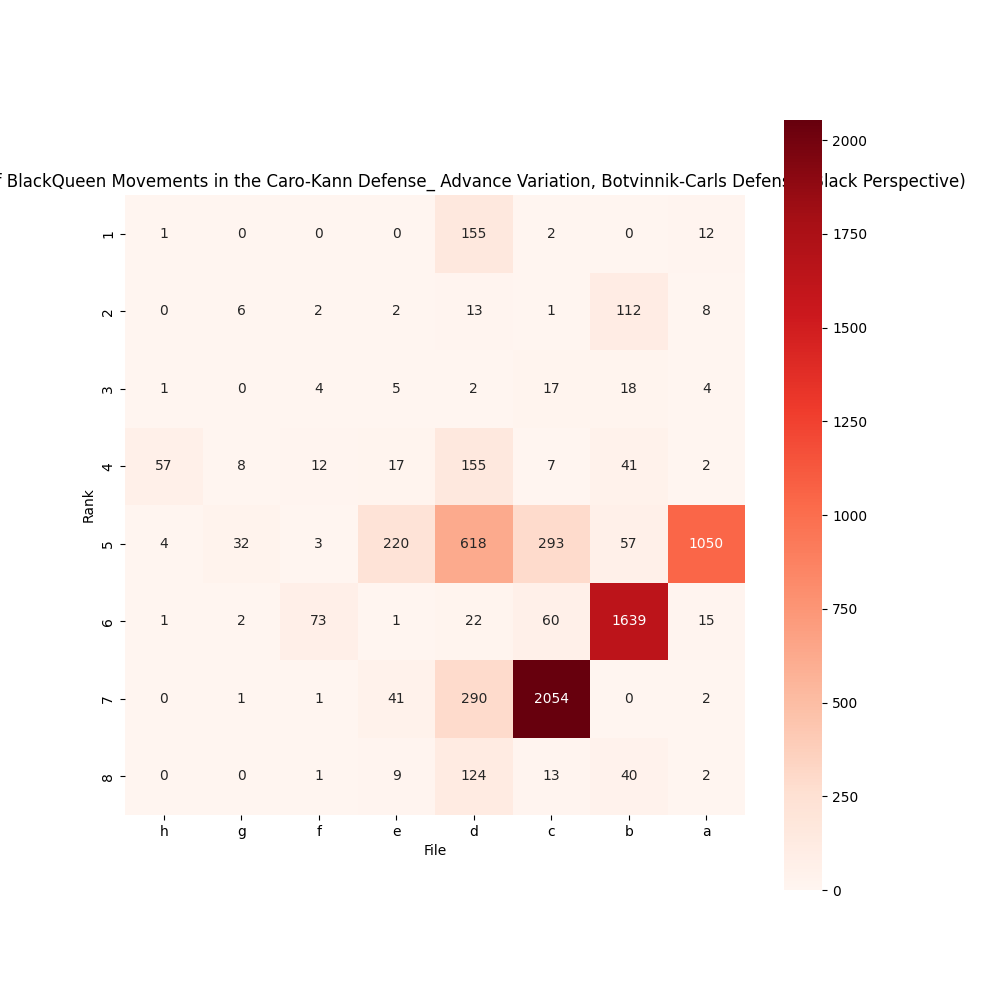 f BlackQueen Movements in the Caro-Kann Defense_ Advance Variation, Botvinnik-Carls Defens lack Perspective)
1 1 0 0 0 155 2 0 12
2 0 6 2 2 13 1 112 8
3 1 0 4 5 2 17 18 4
4 57 8 12 17 155 7 41 2
Rank
5 4 32 3 220 618 293 57 1050
6 1 2 73 1 22 60 1639 15
7 0 1 1 41 290 2054 0 2
8 0 0 1 9 124 13 40 2
h g f e d c b a
File
2000
1750
1500
1250
1000
750
500
250
0